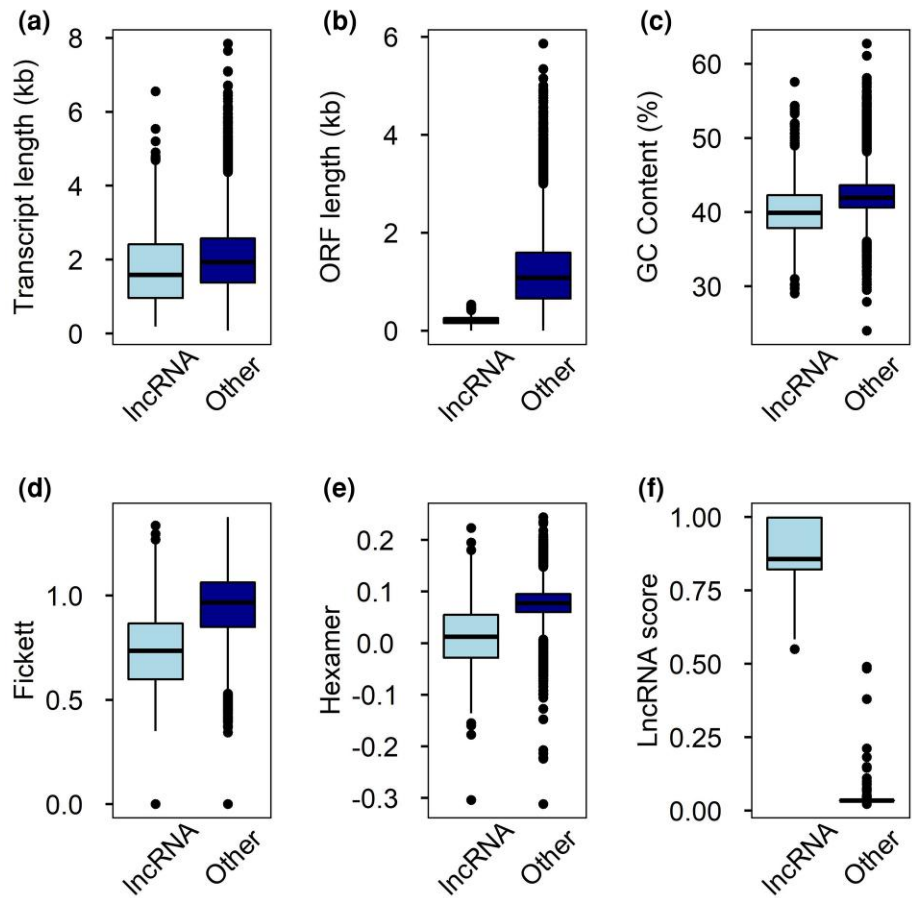 (a)
Transcript length (kb)
8
6
4
2
0
lncRNA
Other
(b)
ORF length (kb)
6
4
2
0
lncRNA
Other
(c)
GC Content (%)
60
50
40
30
lncRNA
Other
(d)
Fickett
1.0
0.5
0.0
lncRNA
Other
(e)
Hexamer
0.2
0.1
0.0
-0.1
-0.2
-0.3
lncRNA
Other
(f)
LncRNA score
1.00
0.75
0.50
0.25
0.00
lncRNA
Other